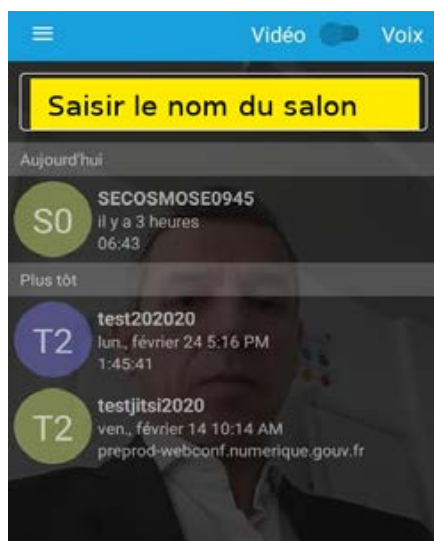 Vidéo Voix
Saisir le nom du salon
Aujourd'hui
S0
SECOSMOSE0945
il y a 3 heures
06:43
Plus tôt
T2
test202020
lun., février 24 5:16 PM
1:45:41
T2
testjitsi2020
ven., février 14 10:14 AM
preprod-webconf.numerique.gouv.fr